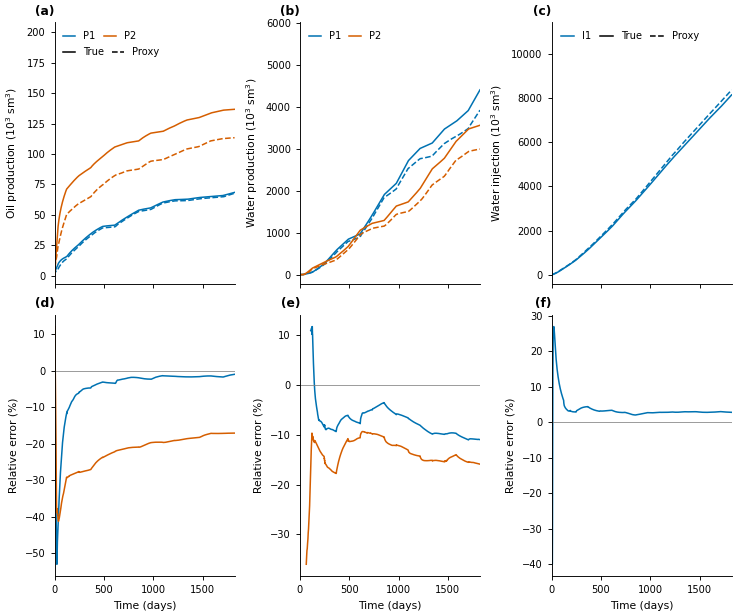 (a)
200
175
150
125
100
75
50
25
0
Oil production (10³ sm³)
P1 P2
True Proxy
(b)
6000
5000
4000
3000
2000
1000
0
Water production (10³ sm³)
P1 P2
(c)
10000
8000
6000
4000
2000
0
Water injection (10³ sm³)
I1 True Proxy
(d)
10
0
−10
−20
−30
−40
−50
Relative error (%)
0 500 1000 1500
Time (days)
(e)
10
0
−10
−20
−30
Relative error (%)
0 500 1000 1500
Time (days)
(f)
30
20
10
0
−10
−20
−30
−40
Relative error (%)
0 500 1000 1500
Time (days)